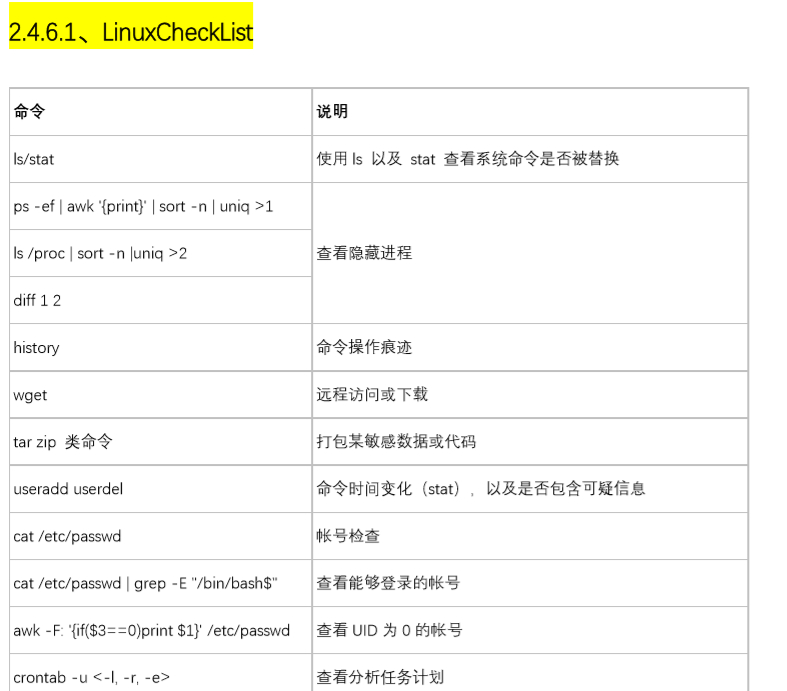 2.4.6.1、LinuxCheckList
命令 说明
ls/stat 使用 ls 以及 stat 查看系统命令是否被替换
ps -ef | awk '{print}' | sort -n | uniq >1
ls /proc | sort -n |uniq >2 查看隐藏进程
diff 1 2
history 命令操作痕迹
wget 远程访问或下载
tar zip 类命令 打包某敏感数据或代码
useradd userdel 命令时间变化（stat），以及是否包含可疑信息
cat /etc/passwd 帐号检查
cat /etc/passwd | grep -E "/bin/bash$" 查看能够登录的帐号
awk -F: '{if($3==0)print $1}' /etc/passwd 查看 UID 为 0 的帐号
crontab -u <-l, -r, -e> 查看分析任务计划